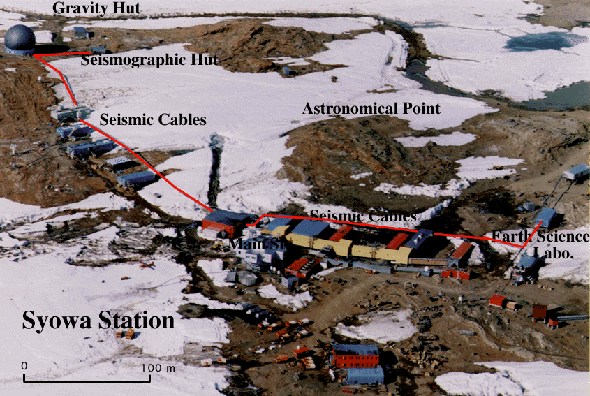 Gravity Hut
Seismographic Hut
Seismic Cables
Astronomical Point
Seismic Cables
Earth Science
Labo.
Syowa Station
0 100 m